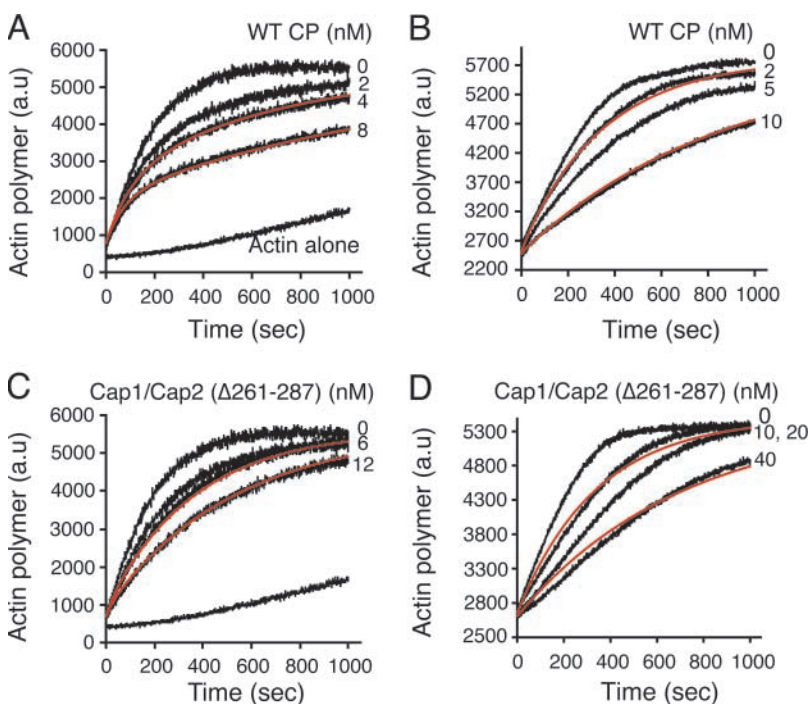 A
WT CP (nM)
Actin polymer (a.u)
6000
5000
4000
3000
2000
1000
0
0
2
4
8
Actin alone
0 200 400 600 800 1000
Time (sec)
B
WT CP (nM)
Actin polymer (a.u)
5700
5200
4700
4200
3700
3200
2700
2200
0
2
5
10
0 200 400 600 800 1000
Time (sec)
C
Cap1/Cap2 (Δ261-287) (nM)
Actin polymer (a.u)
6000
5000
4000
3000
2000
1000
0
0
6
12
0 200 400 600 800 1000
Time (sec)
D
Cap1/Cap2 (Δ261-287) (nM)
Actin polymer (a.u)
5300
4800
4300
3800
3300
2800
2500
0
10, 20
40
0 200 400 600 800 1000
Time (sec)